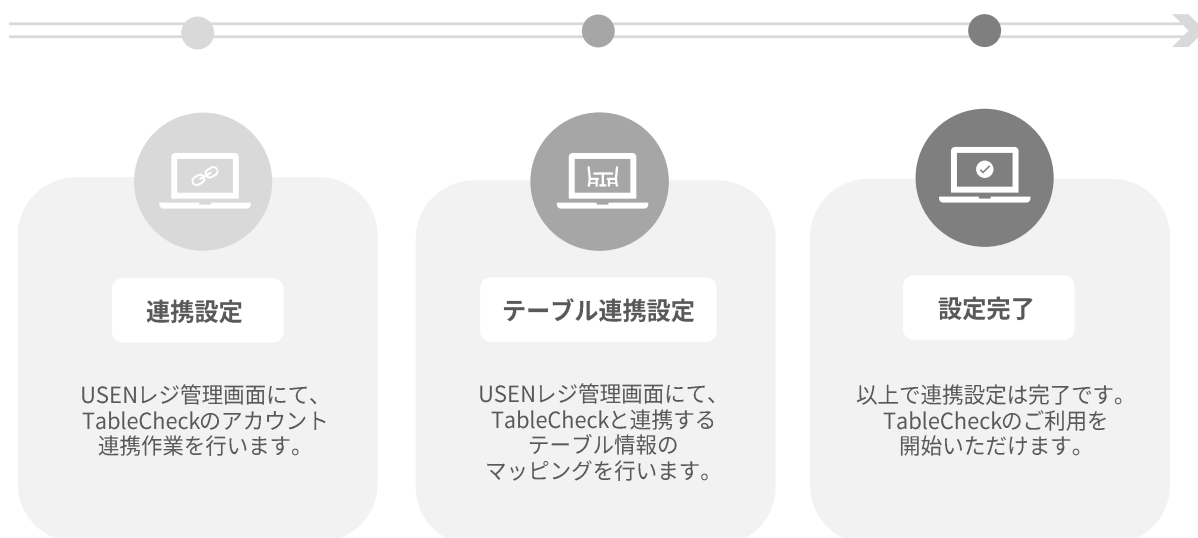 連携設定
USENレジ管理画面にて、
TableCheckのアカウント
連携作業を行います。
テーブル連携設定
USENレジ管理画面にて、
TableCheckと連携する
テーブル情報の
マッピングを行います。
設定完了
以上で連携設定は完了です。
TableCheckのご利用を
開始いただけます。